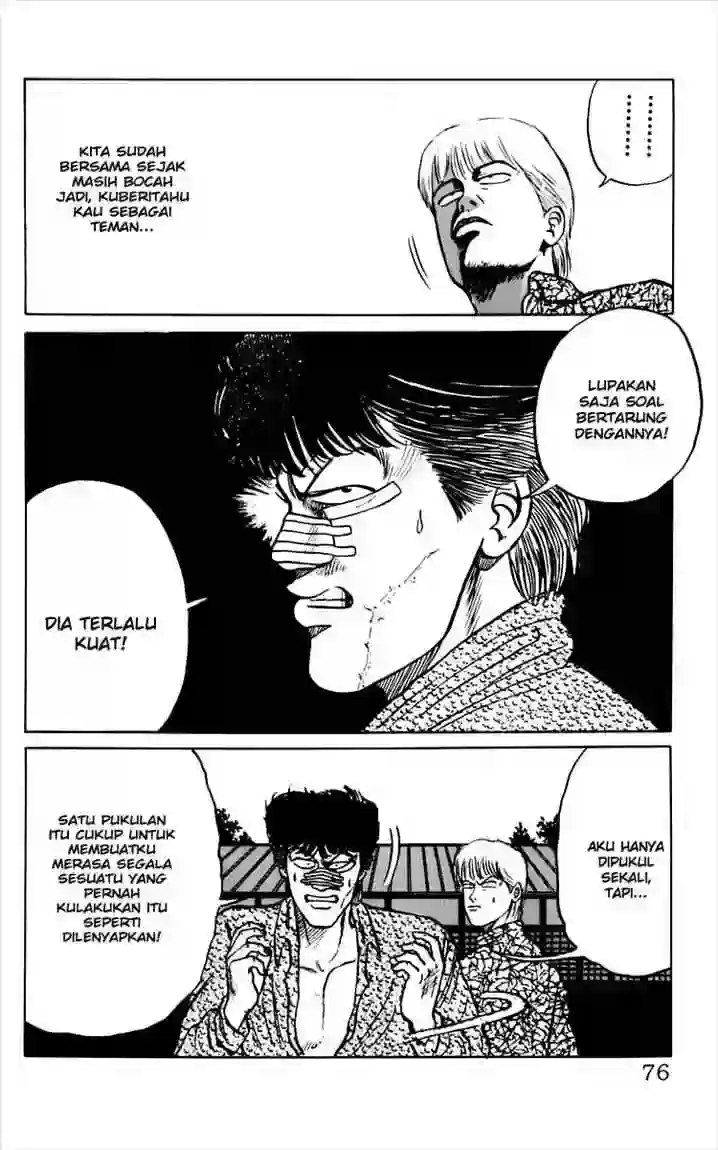 .......
.......
KITA SUDAH
BERSAMA SEJAK
MASIH BOCAH
JADI, KUBERITAHU
KAU SEBAGAI
TEMAN...
LUPAKAN
SAJA SOAL
BERTARUNG
DENGANNYA!
DIA TERLALU
KUAT!
AKU HANYA
DIPUKUL
SEKALI,
TAPI...
SATU PUKULAN
ITU CUKUP UNTUK
MEMBUATKU
MERASA SEGALA
SESUATU YANG
PERNAH
KULAKUKAN ITU
SEPERTI
DILENYAPKAN!
76